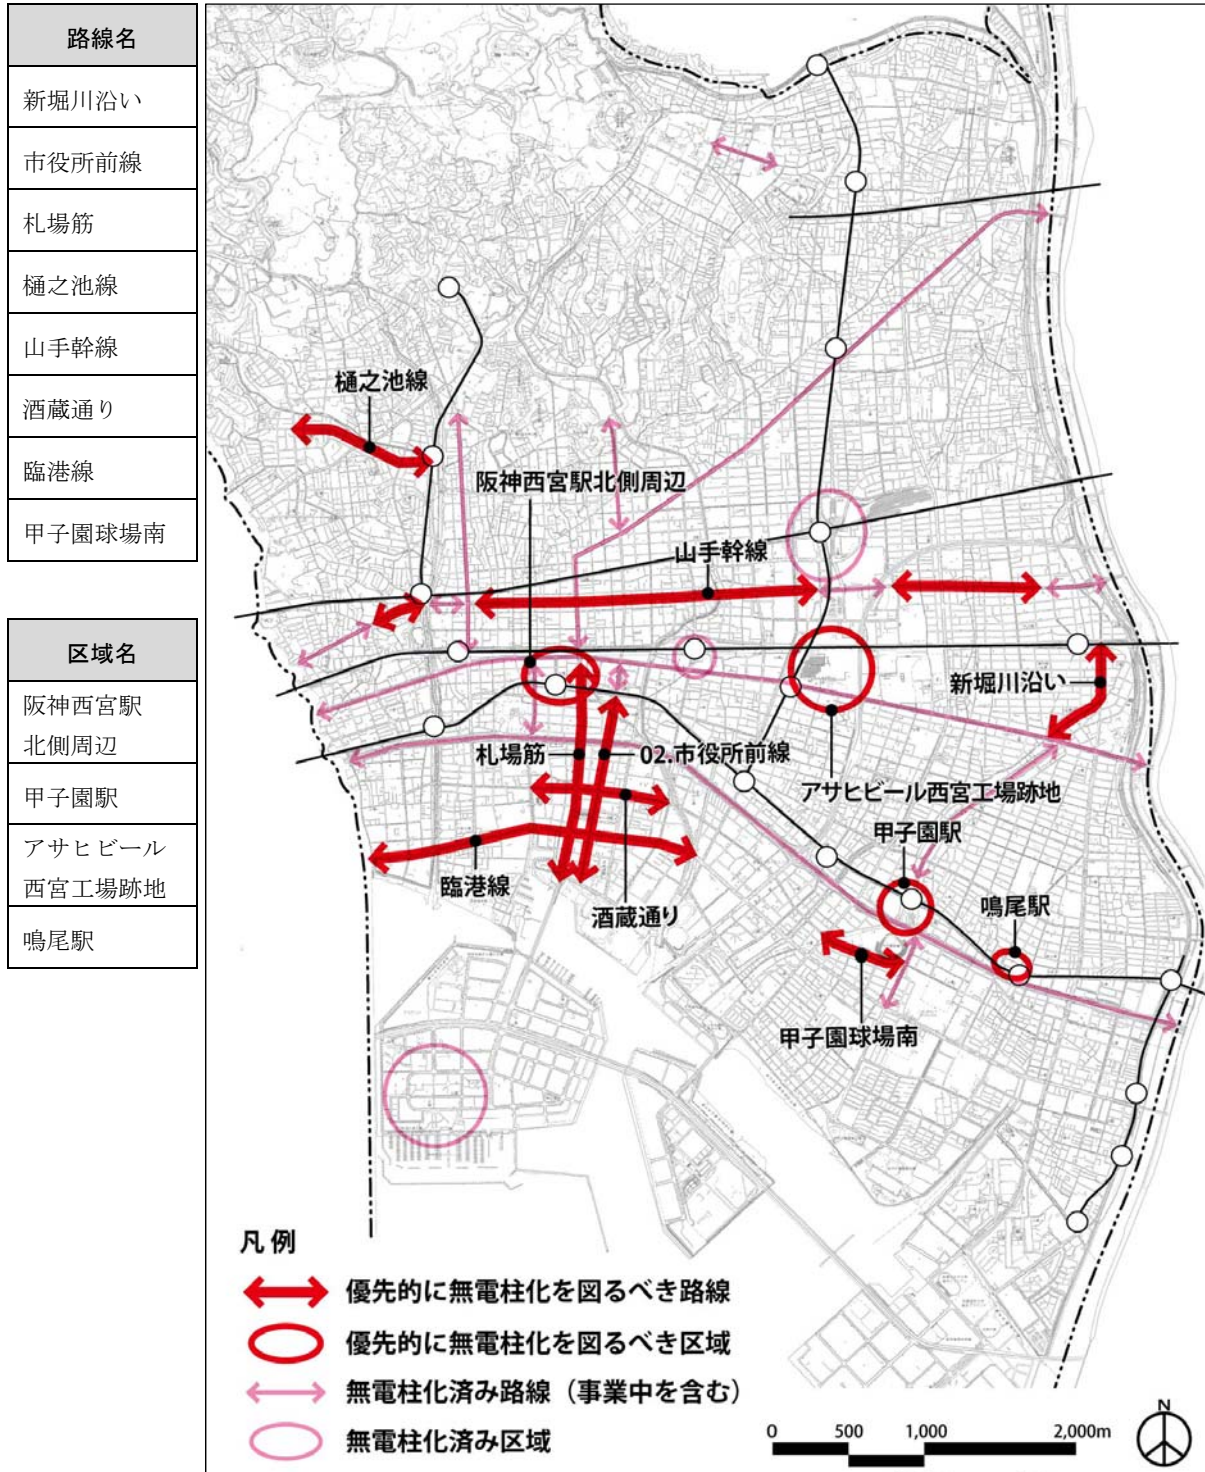 路線名
新堀川沿い
市役所前線
札場筋
樋之池線
山手幹線
酒蔵通り
臨港線
甲子園球場南
区域名
阪神西宮駅
北側周辺
甲子園駅
アサヒビール
西宮工場跡地
鳴尾駅
樋之池線
阪神西宮駅北側周辺
山手幹線
新堀川沿い
札場筋
02.市役所前線
アサヒビール西宮工場跡地
甲子園駅
臨港線
酒蔵通り
鳴尾駅
甲子園球場南
凡例
優先的に無電柱化を図るべき路線
優先的に無電柱化を図るべき区域
無電柱化済み路線（事業中を含む）
無電柱化済み区域
0 500 1,000 2,000m
N